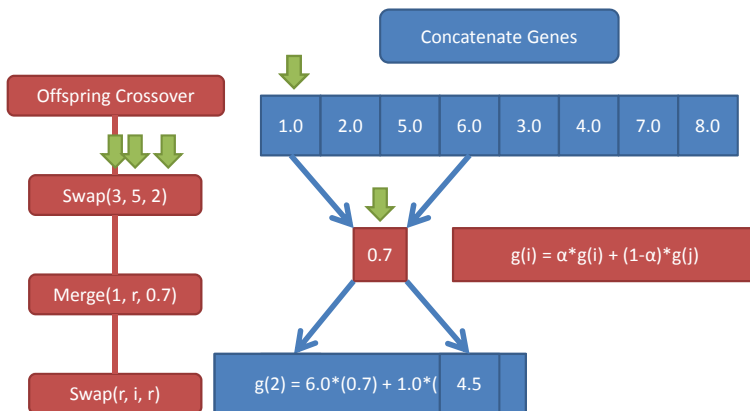 Concatenate Genes
Offspring Crossover
1.0 2.0 5.0 6.0 3.0 4.0 7.0 8.0
Swap(3, 5, 2)
0.7
g(i) = α*g(i) + (1-α)*g(j)
Merge(1, r, 0.7)
g(2) = 6.0*(0.7) + 1.0*(
4.5
Swap(r, i, r)